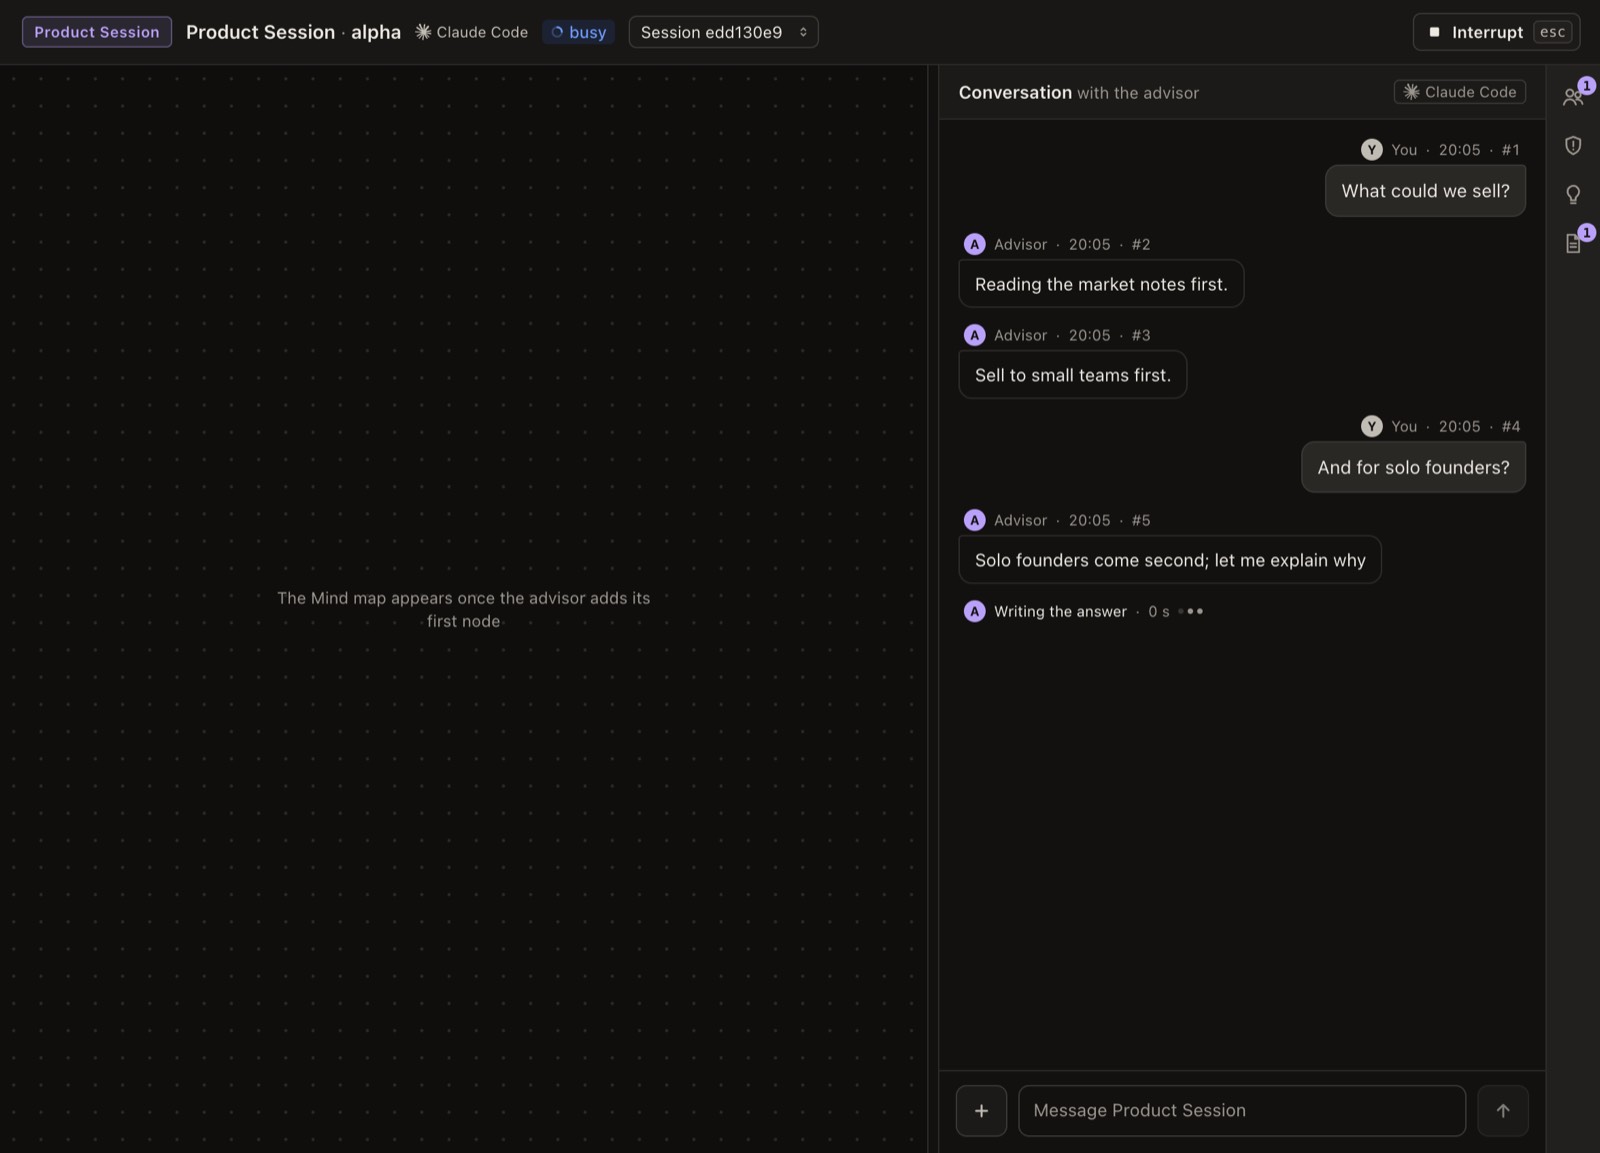 Product Session
Product Session · alpha
Claude Code
busy
Session edd130e9
Interrupt esc
The Mind map appears once the advisor adds its
first node
Conversation with the advisor
Claude Code
1
1
Y You · 20:05 · #1
What could we sell?
A Advisor · 20:05 · #2
Reading the market notes first.
A Advisor · 20:05 · #3
Sell to small teams first.
Y You · 20:05 · #4
And for solo founders?
A Advisor · 20:05 · #5
Solo founders come second; let me explain why
A Writing the answer · 0 s
Message Product Session